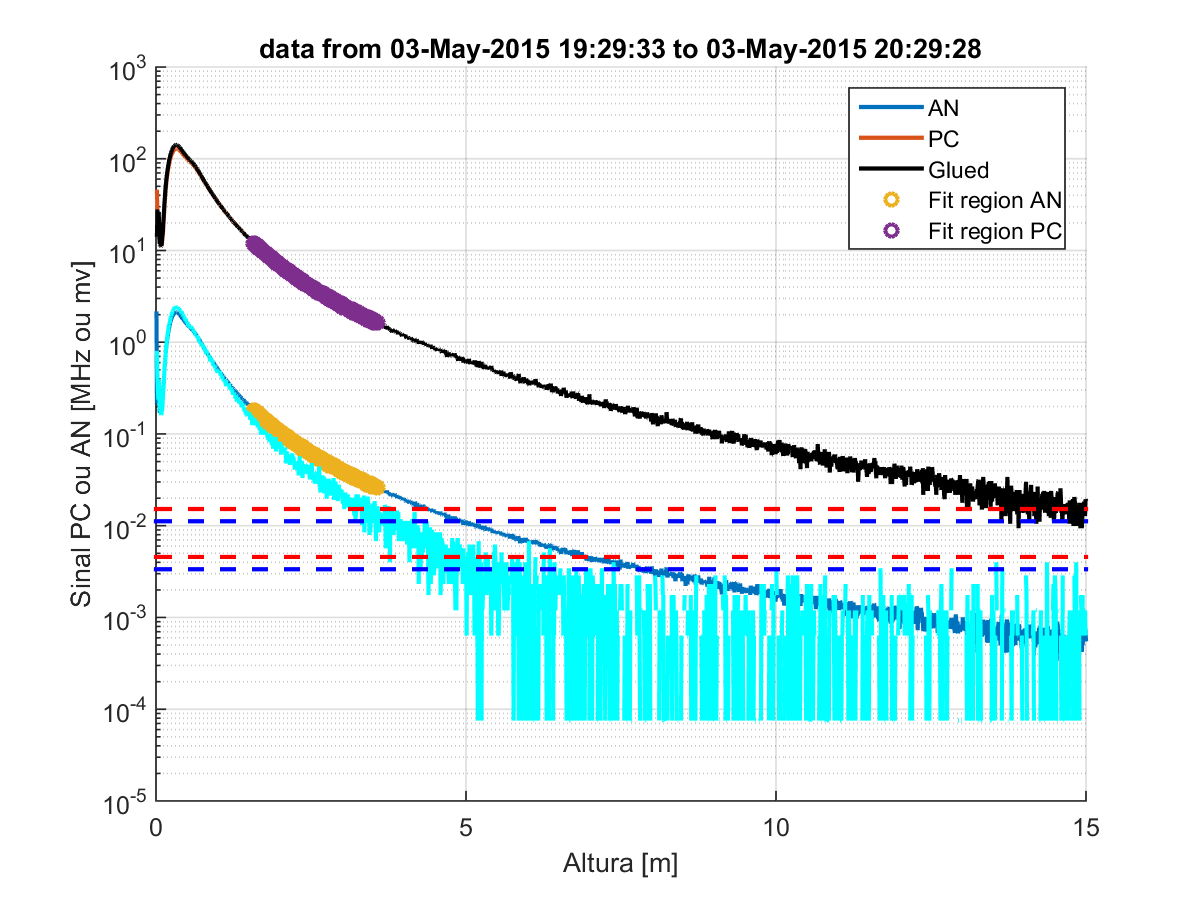 data from 03-May-2015 19:29:33 to 03-May-2015 20:29:28
AN
PC
Glued
Fit region AN
Fit region PC
Sinal PC ou AN [MHz ou mv]
10^3
10^2
10^1
10^0
10^-1
10^-2
10^-3
10^-4
10^-5
0 5 10 15
Altura [m]